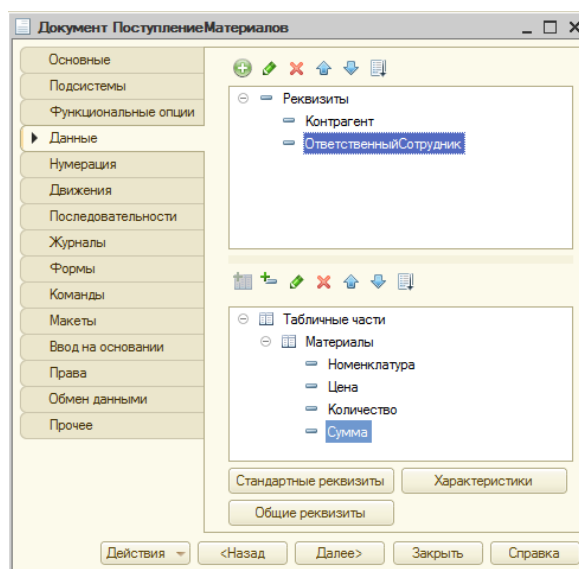 Документ ПоступлениеМатериалов
Основные
Подсистемы
Функциональные опции
Данные
Нумерация
Движения
Последовательности
Журналы
Формы
Команды
Макеты
Ввод на основании
Права
Обмен данными
Прочее
Реквизиты
Контрагент
ОтветственныйСотрудник
Табличные части
Материалы
Номенклатура
Цена
Количество
Сумма
Стандартные реквизиты
Характеристики
Общие реквизиты
Действия
<Назад
Далее>
Закрыть
Справка